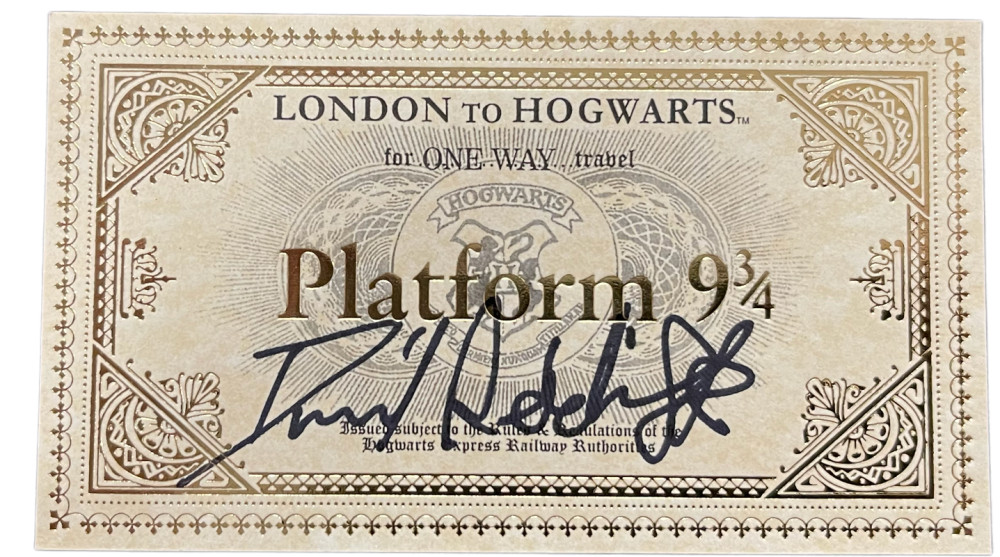 LONDON TO HOGWARTS™
for ONE WAY travel
HOGWARTS
Platform 9¾
Issued subject to the Rules & Regulations of the
Hogwarts Express Railway Authorities